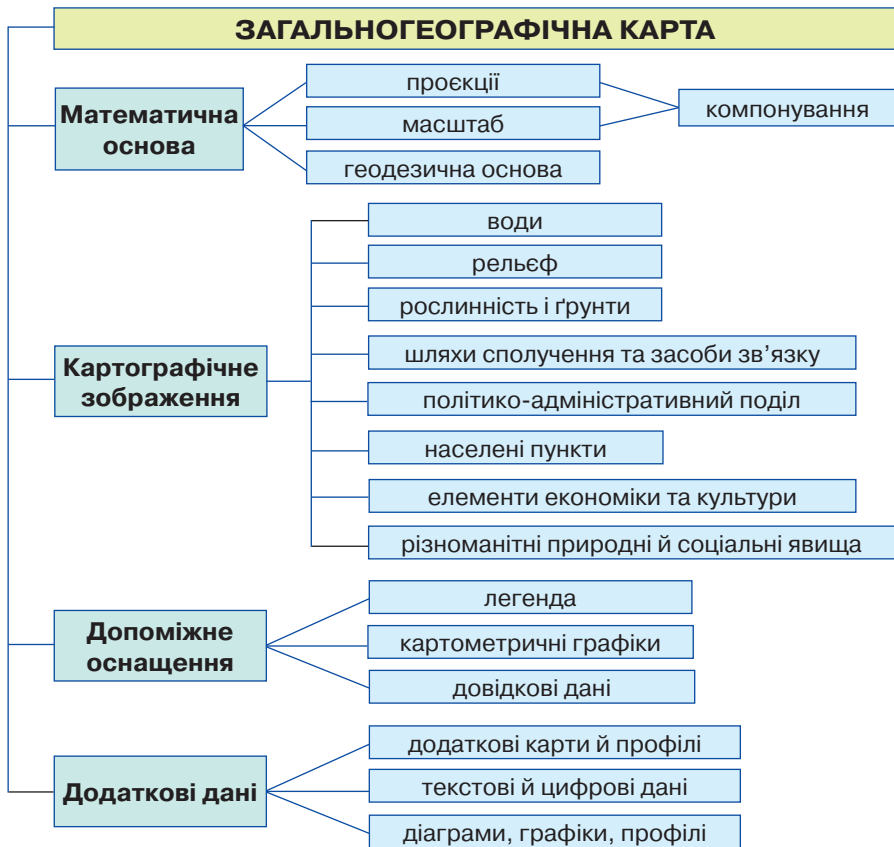 ЗАГАЛЬНОГЕОГРАФІЧНА КАРТА
Математична
основа
проєкції
масштаб
геодезична основа
компонування
Картографічне
зображення
води
рельєф
рослинність і ґрунти
шляхи сполучення та засоби зв’язку
політико-адміністративний поділ
населені пункти
елементи економіки та культури
різноманітні природні й соціальні явища
Допоміжне
оснащення
легенда
картометричні графіки
довідкові дані
Додаткові дані
додаткові карти й профілі
текстові й цифрові дані
діаграми, графіки, профілі